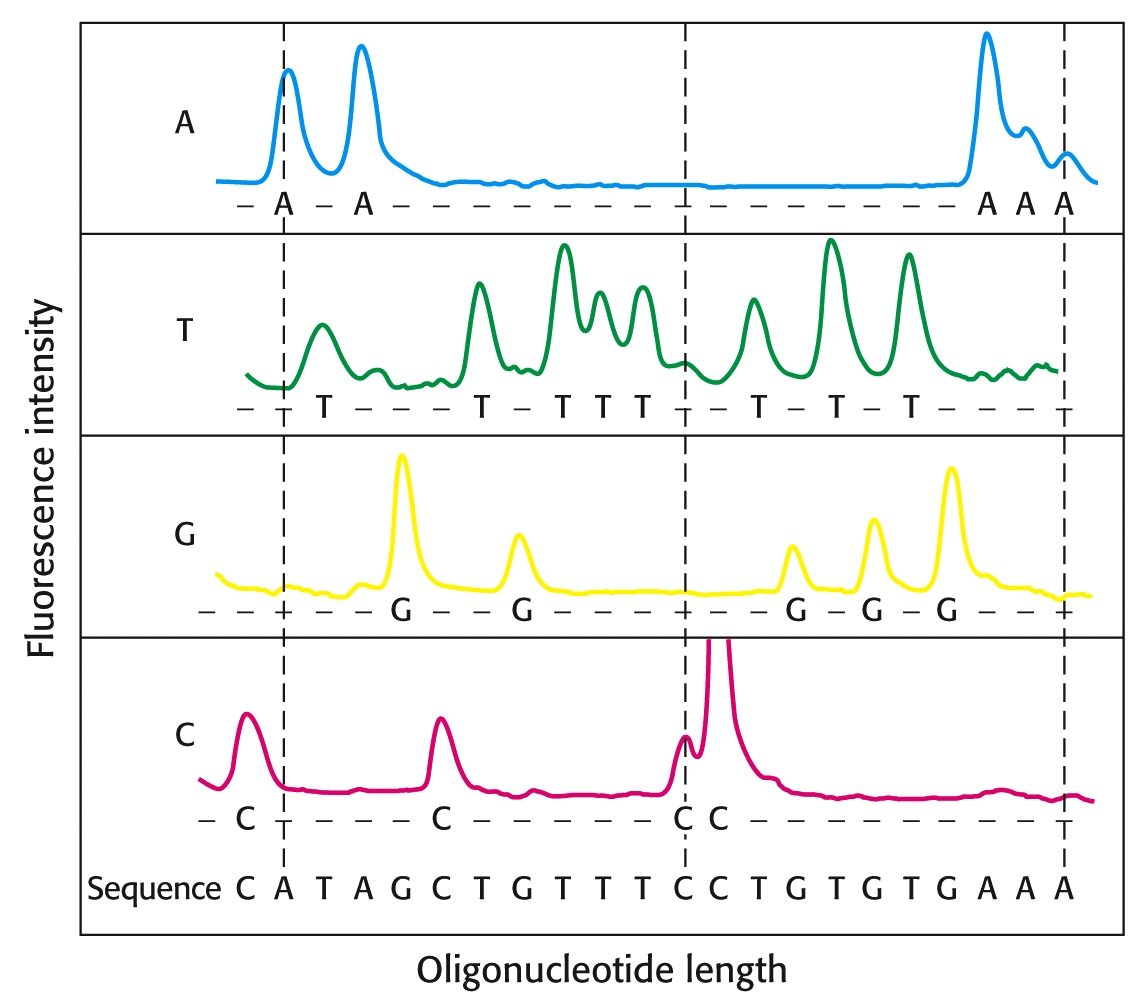 Fluorescence intensity
A
– A – A – – – – – – – – – – – – – – – A A A
T
– – T – – – T – T T T – – T – T – T – – – –
G
– – – – – G – – G – – – – – – G – G – G – – –
C
– C – – – – C – – – – – C C – – – – – – – – –
Sequence C A T A G C T G T T T C C T G T G T G A A A
Oligonucleotide length